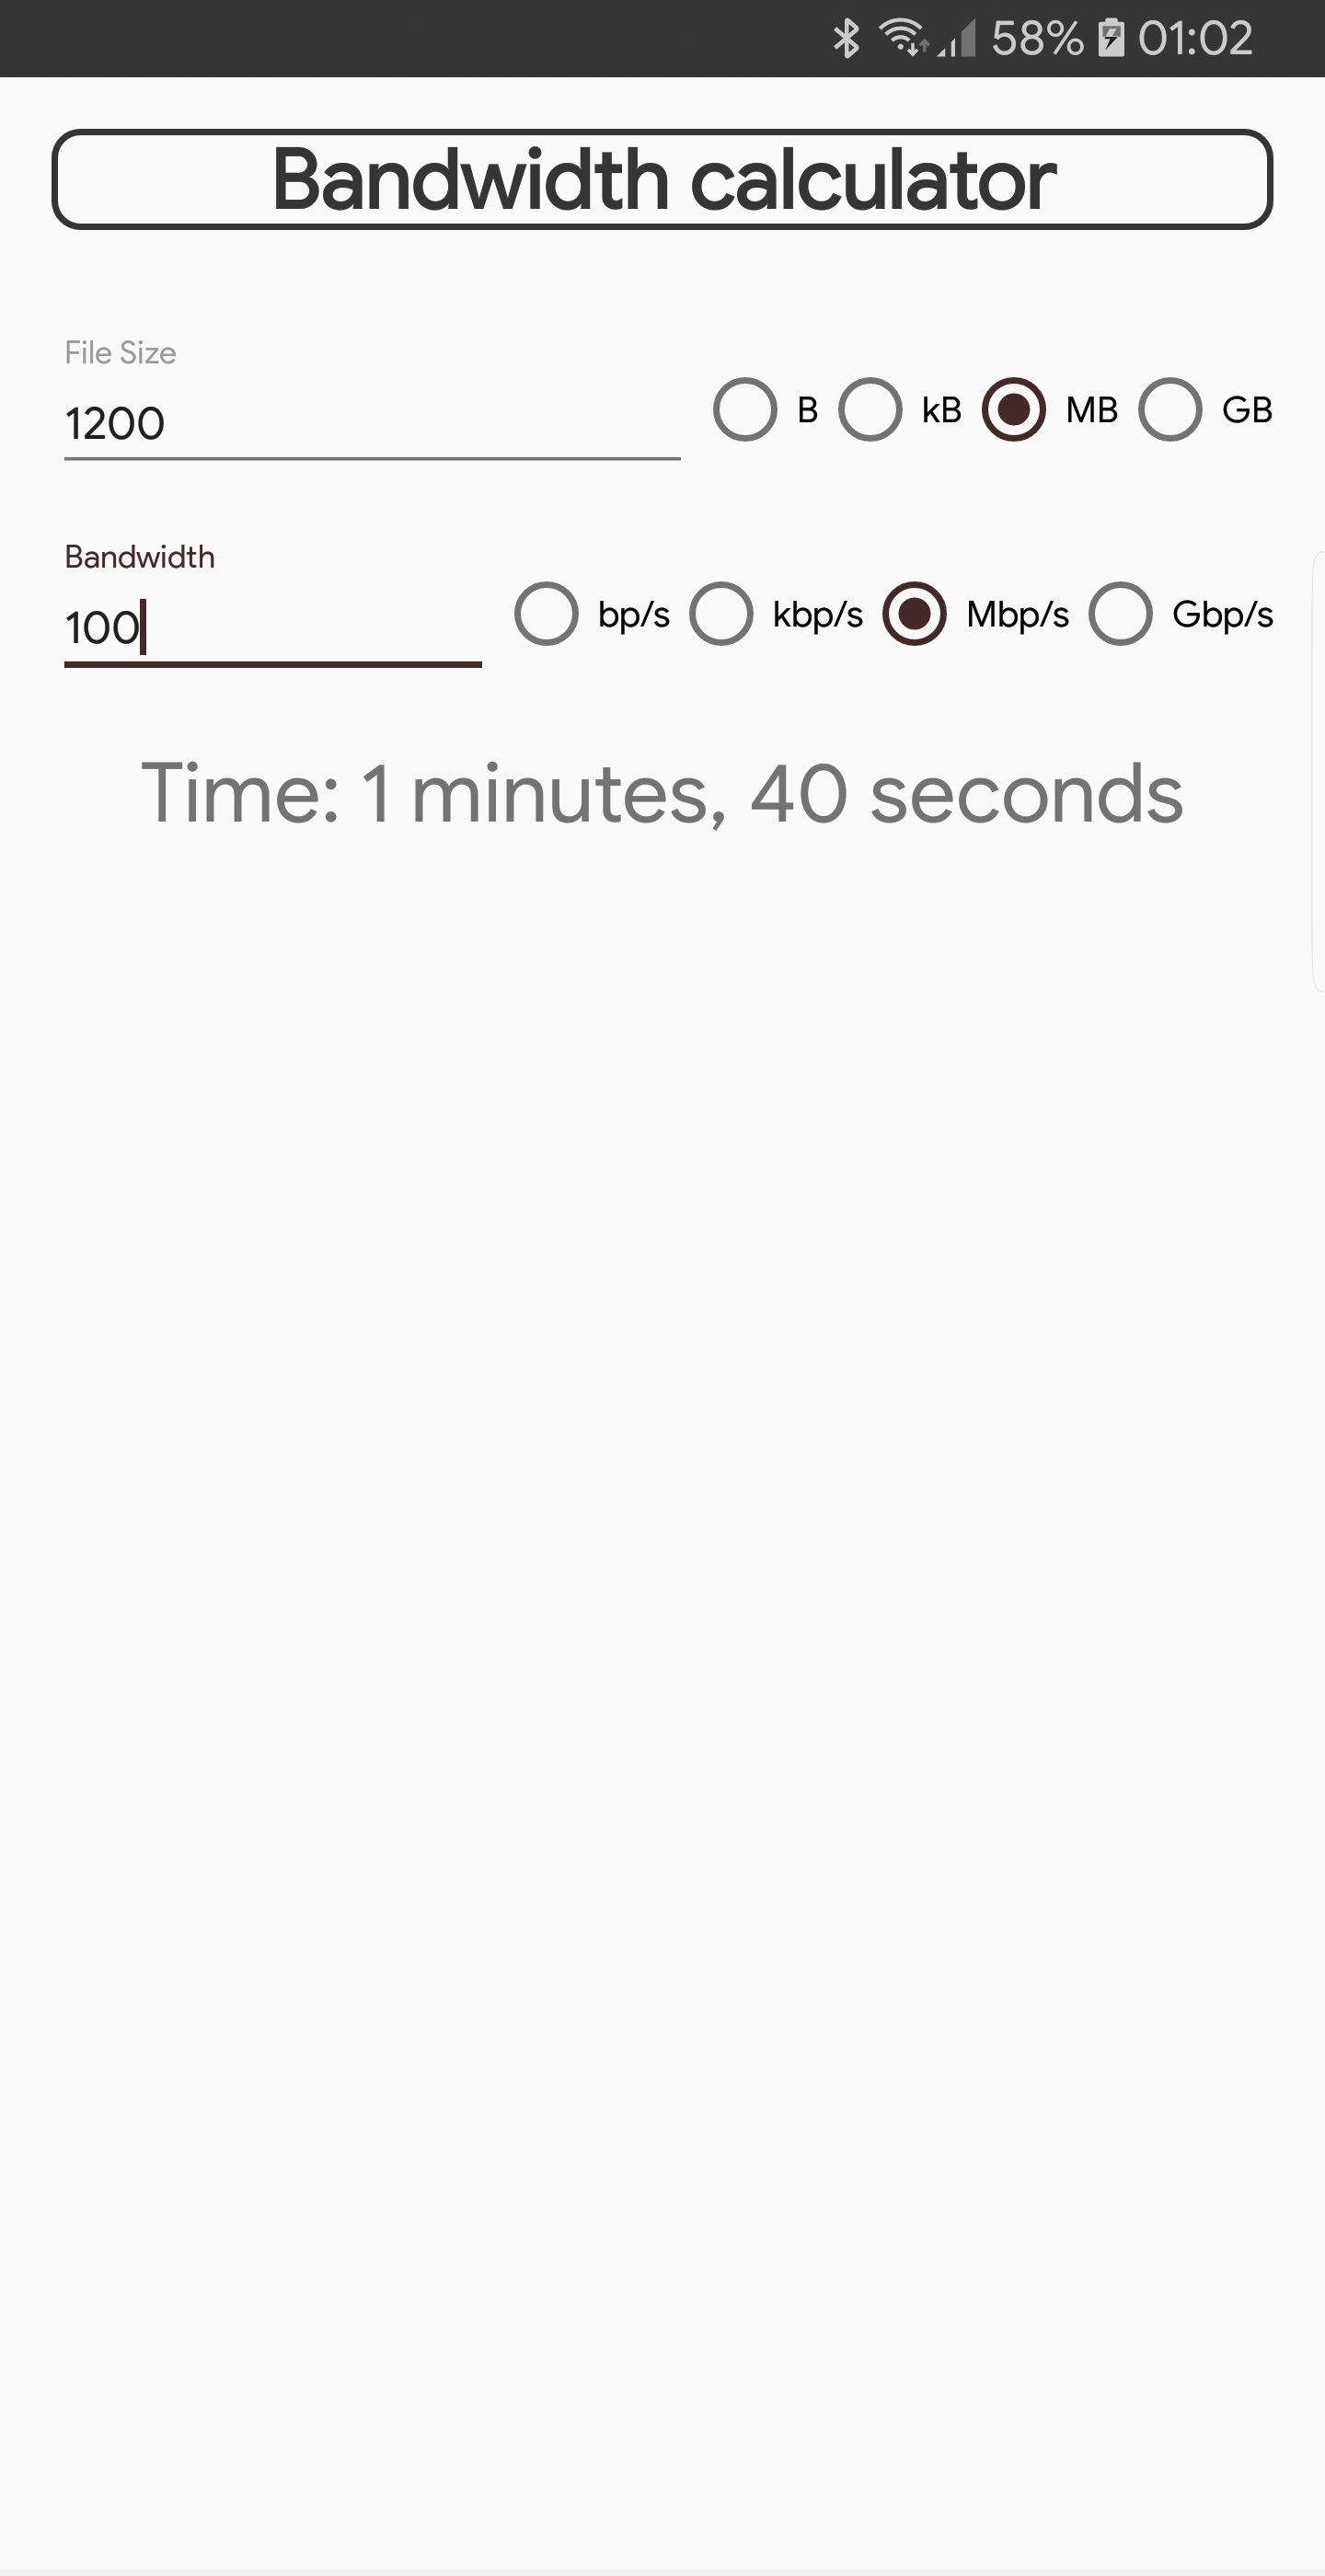 58% 01:02
Bandwidth calculator
File Size
1200 B kB MB GB
Bandwidth
100 bp/s kbp/s Mbp/s Gbp/s
Time: 1 minutes, 40 seconds